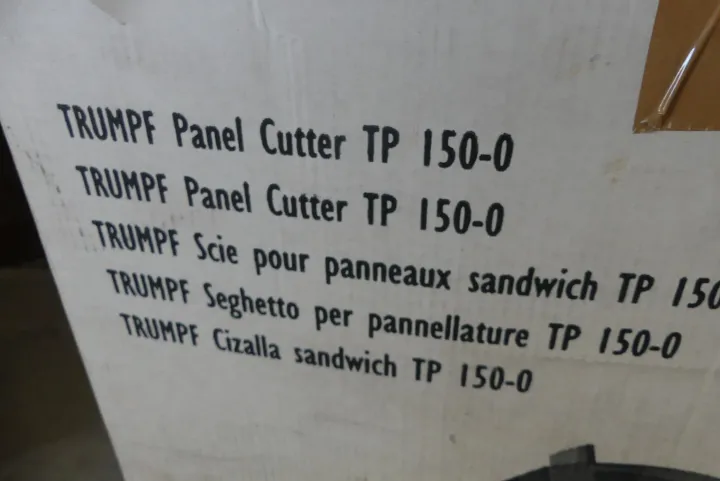 TRUMPF Panel Cutter TP 150-0
TRUMPF Panel Cutter TP 150-0
TRUMPF Scie pour panneaux sandwich TP 150
TRUMPF Seghetto per pannellature TP 150-0
TRUMPF Cizalla sandwich TP 150-0